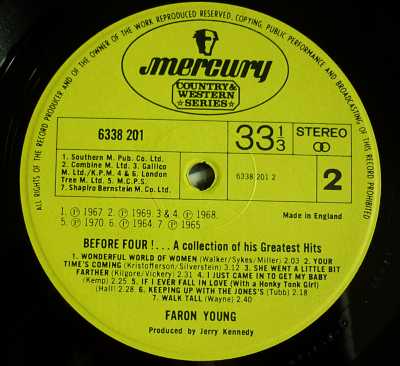 ALL RIGHTS OF THE RECORD PRODUCER AND OF THE OWNER OF THE WORK REPRODUCED RESERVED. COPYING, PUBLIC PERFORMANCE AND BROADCASTING OF THIS RECORD PROHIBITED
mercury
COUNTRY &
WESTERN
SERIES
6338 201
33 1/3
STEREO
1. Southern M. Pub. Co. Ltd.
2. Combine M. Ltd. 3. Gallico
M. Ltd./K.P.M. 4 & 6. London
Tree M. Ltd. 5. M.C.P.S.
7. Shapiro Bernstein M. Co. Ltd.
6338 201 2
2
1. Ⓟ 1967 2. Ⓟ 1969. 3 & 4. Ⓟ 1968.
5. Ⓟ 1970 6. Ⓟ 1964. 7. Ⓟ 1965
Made in England
BEFORE FOUR !... A collection of his Greatest Hits
1. WONDERFUL WORLD OF WOMEN (Walker/Sykes/Miller) 2.03 2. YOUR
TIME'S COMING (Kristofferson/Silverstein) 3.12 3. SHE WENT A LITTLE BIT
FARTHER (Kilgore/Vickery) 2.31 4. I JUST CAME IN TO GET MY BABY
(Kemp) 2.20 5. IF I EVER FALL IN LOVE (With a Honky Tonk Girl)
(Hall) 2.28 6. KEEPING UP WITH THE JONES'S (Tubb) 2.18
7. WALK TALL (Wayne) 2.40
FARON YOUNG
Produced by Jerry Kennedy